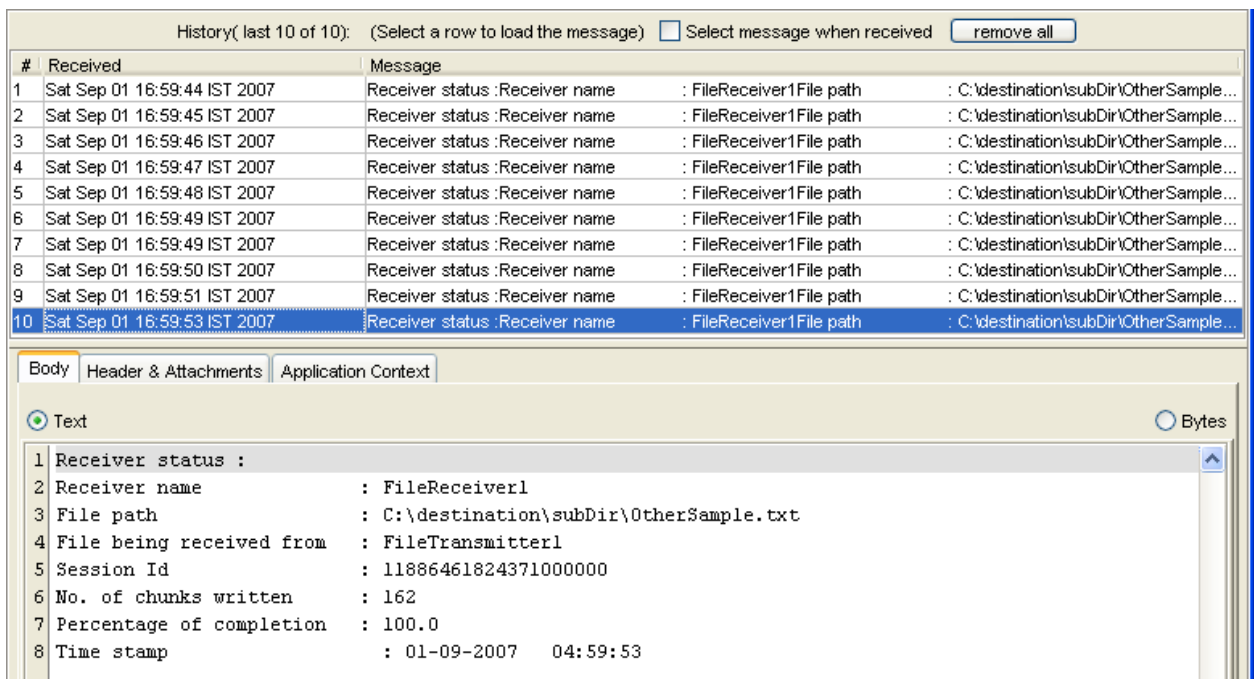 History( last 10 of 10): (Select a row to load the message) Select message when received remove all
# Received Message
1 Sat Sep 01 16:59:44 IST 2007 Receiver status :Receiver name : FileReceiver1File path : C:\destination\subDir\OtherSample...
2 Sat Sep 01 16:59:45 IST 2007 Receiver status :Receiver name : FileReceiver1File path : C:\destination\subDir\OtherSample...
3 Sat Sep 01 16:59:46 IST 2007 Receiver status :Receiver name : FileReceiver1File path : C:\destination\subDir\OtherSample...
4 Sat Sep 01 16:59:47 IST 2007 Receiver status :Receiver name : FileReceiver1File path : C:\destination\subDir\OtherSample...
5 Sat Sep 01 16:59:48 IST 2007 Receiver status :Receiver name : FileReceiver1File path : C:\destination\subDir\OtherSample...
6 Sat Sep 01 16:59:49 IST 2007 Receiver status :Receiver name : FileReceiver1File path : C:\destination\subDir\OtherSample...
7 Sat Sep 01 16:59:49 IST 2007 Receiver status :Receiver name : FileReceiver1File path : C:\destination\subDir\OtherSample...
8 Sat Sep 01 16:59:50 IST 2007 Receiver status :Receiver name : FileReceiver1File path : C:\destination\subDir\OtherSample...
9 Sat Sep 01 16:59:51 IST 2007 Receiver status :Receiver name : FileReceiver1File path : C:\destination\subDir\OtherSample...
10 Sat Sep 01 16:59:53 IST 2007 Receiver status :Receiver name : FileReceiver1File path : C:\destination\subDir\OtherSample...
Body Header & Attachments Application Context
Text Bytes
1 Receiver status :
2 Receiver name : FileReceiver1
3 File path : C:\destination\subDir\OtherSample.txt
4 File being received from : FileTransmitter1
5 Session Id : 11886461824371000000
6 No. of chunks written : 162
7 Percentage of completion : 100.0
8 Time stamp : 01-09-2007 04:59:53